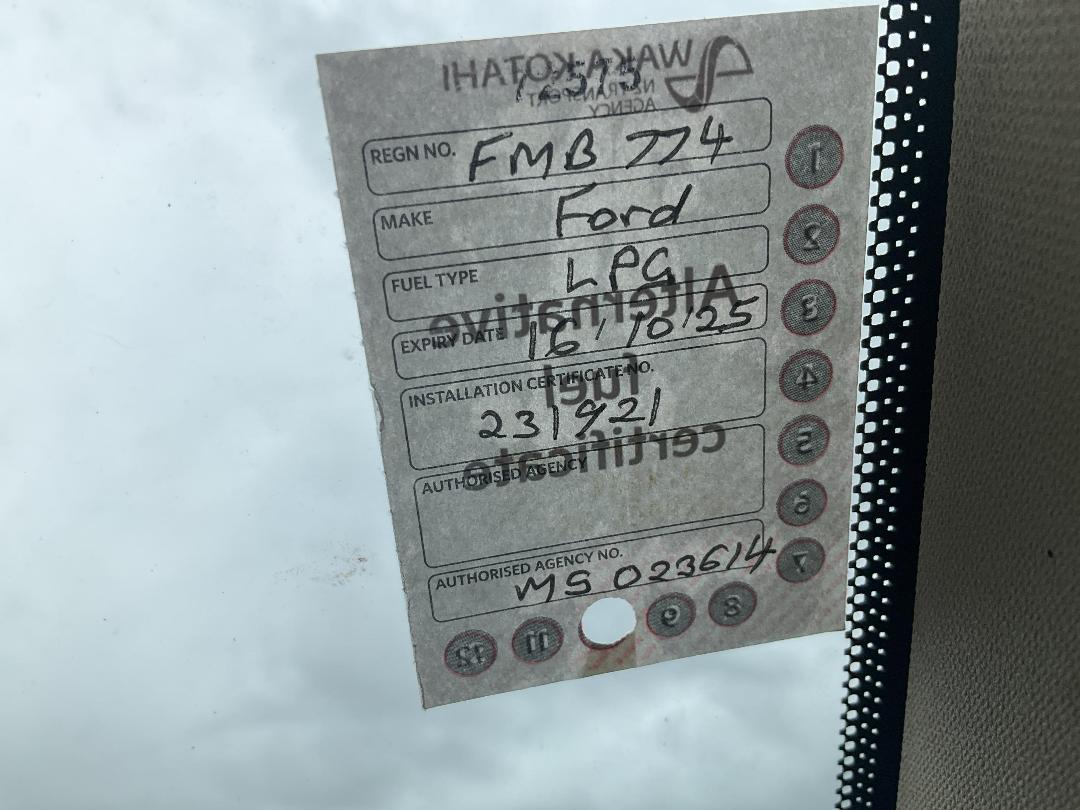 WAKA KOTAHI
NZ TRANSPORT
AGENCY
REGN NO. FMB 774
MAKE Ford
FUEL TYPE LPG
Alternative
EXPIRY DATE 16'10'25
fuel
INSTALLATION CERTIFICATE NO.
231921
certificate
AUTHORISED AGENCY
AUTHORISED AGENCY NO.
MS 023614
1
2
3
4
5
6
7
8
9
11
12